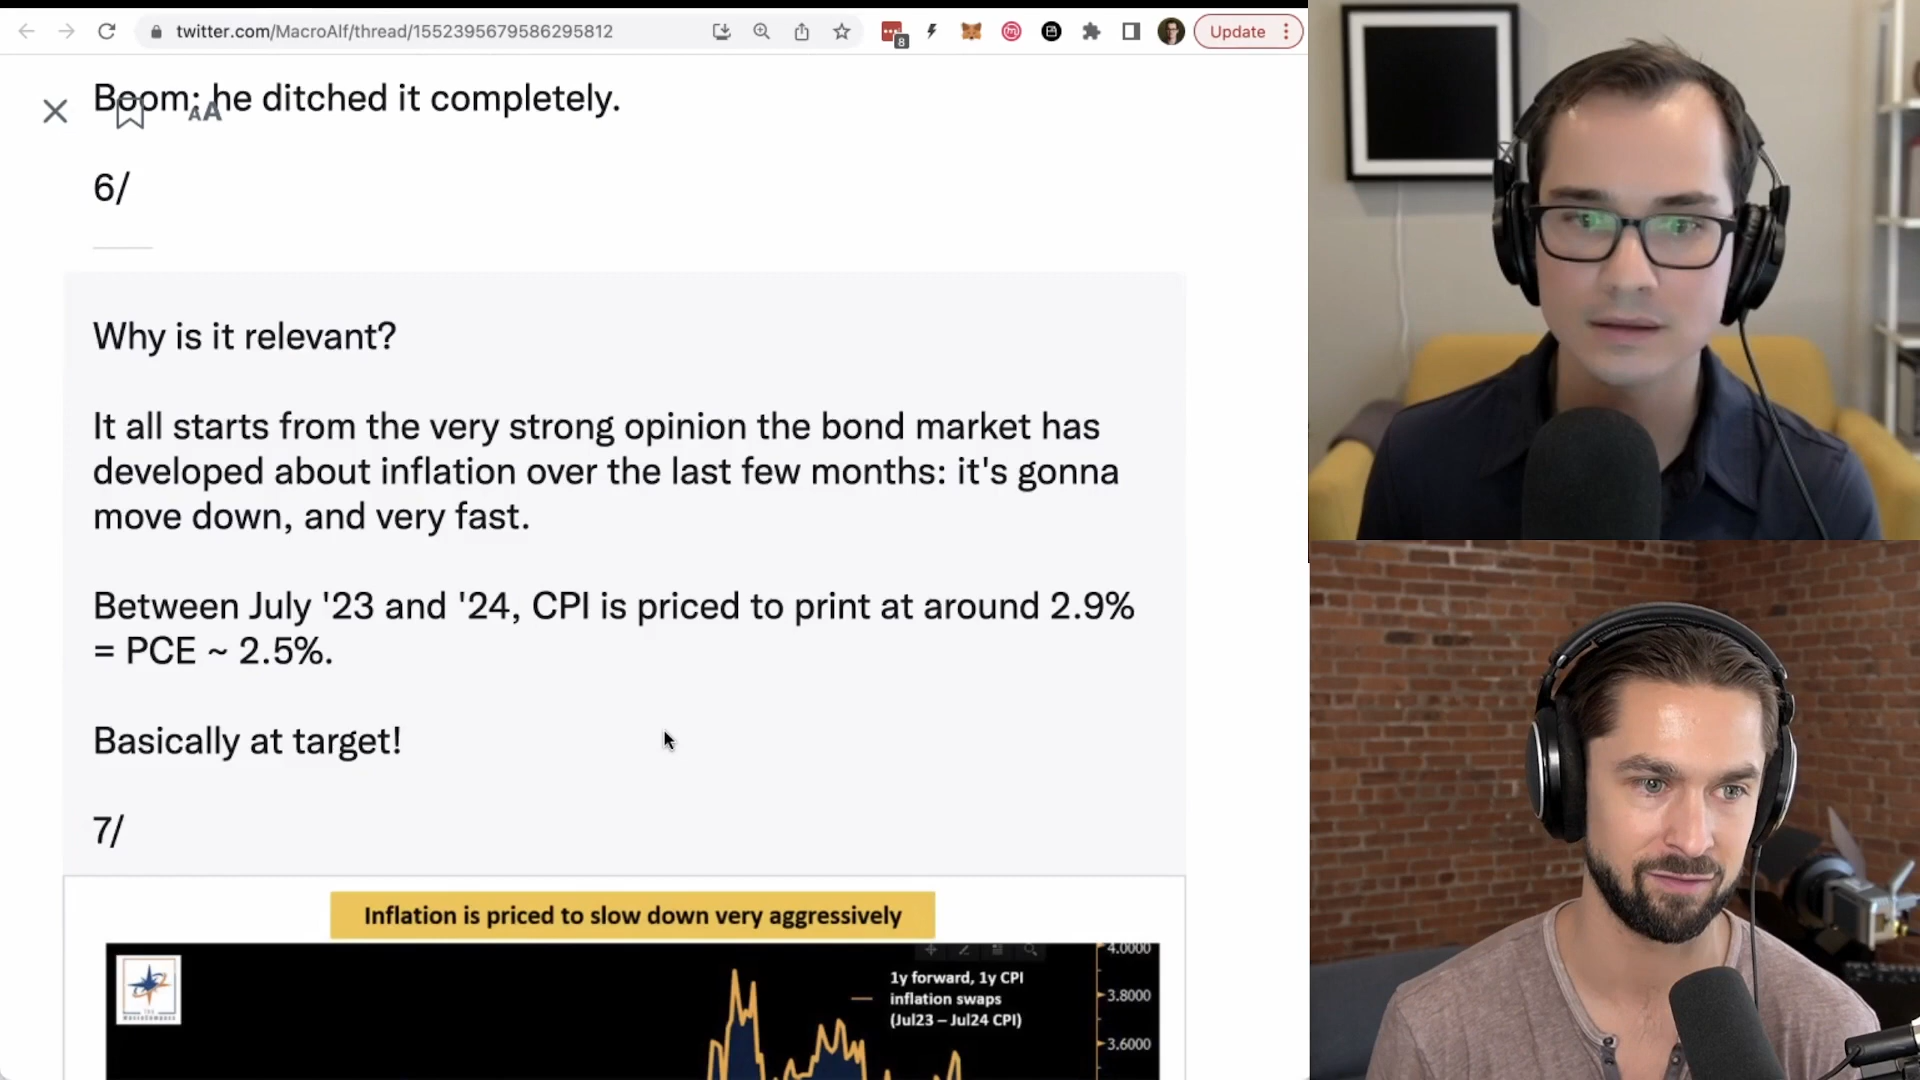 twitter.com/MacroAlf/thread/1552395679586295812
8
Update
Boom: he ditched it completely.
AA
6/
Why is it relevant?
It all starts from the very strong opinion the bond market has
developed about inflation over the last few months: it's gonna
move down, and very fast.
Between July '23 and '24, CPI is priced to print at around 2.9%
= PCE ~ 2.5%.
Basically at target!
7/
Inflation is priced to slow down very aggressively
4.0000
1y forward, 1y CPI
inflation swaps
(Jul23 – Jul24 CPI)
3.8000
3.6000